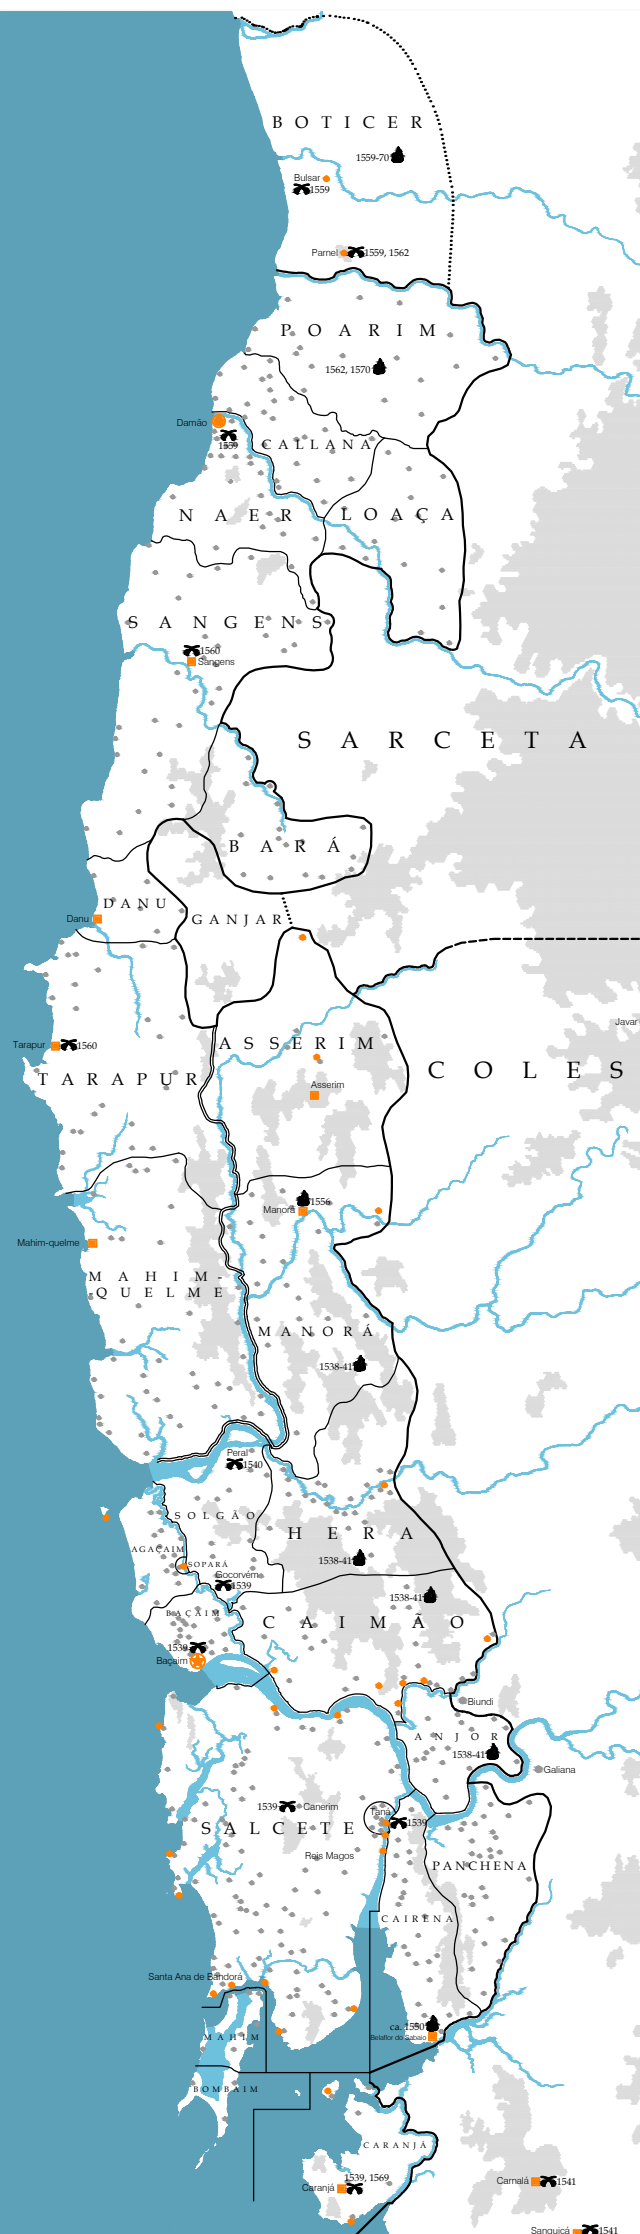 BOTICER
1559-70
Bulsar
1559
Parnel
1559, 1562
POARIM
1562, 1570
Damão
1559
CALLANA
NAER
LOAÇA
SANGENS
1560
Sangens
SARCETA
BARÁ
DANU
Danu
GANJAR
Javar
Tarapur
1560
ASSERIM
COLES
TARAPUR
Asserim
1556
Manora
Mahim-quelme
MAHIM-
-QUELME
MANORÁ
1538-41
Peral
1540
SOLGÃO
HERA
AGAÇAIM
SOPARÁ
1538-41
Gocorvém
1539
1538-41
BAÇAIM
CAIMÃO
1539
Baçaim
Biundi
ANJOR
1538-41
Galiana
1539
Canerim
Taná
1539
SALCETE
Reis Magos
PANCHENA
CAIRENA
Santa Ana de Bandorá
ca. 1550
Belaflor do Sabaio
MAHIM
BOMBAIM
CARANJÁ
1539, 1569
Caranjá
Carnalá
1541
Sanguiçá
1541